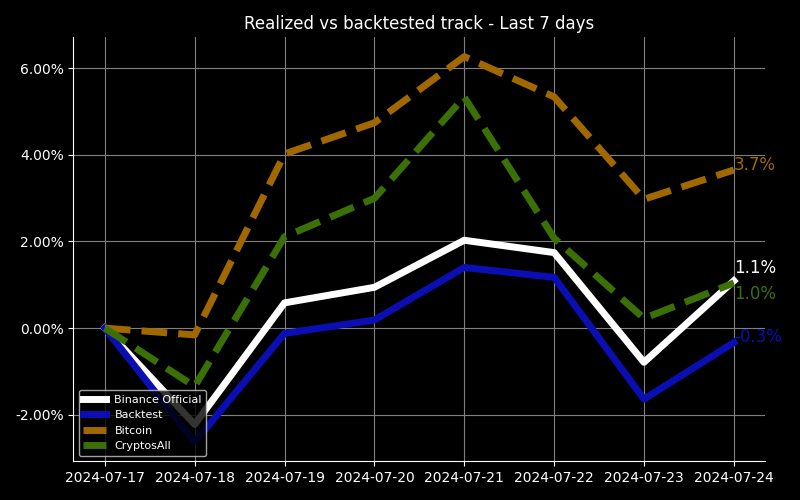 Realized vs backtested track - Last 7 days
6.00%
4.00%
2.00%
0.00%
-2.00%
3.7%
1.1%
1.0%
-0.3%
Binance Official
Backtest
Bitcoin
CryptosAll
2024-07-17 2024-07-18 2024-07-19 2024-07-20 2024-07-21 2024-07-22 2024-07-23 2024-07-24